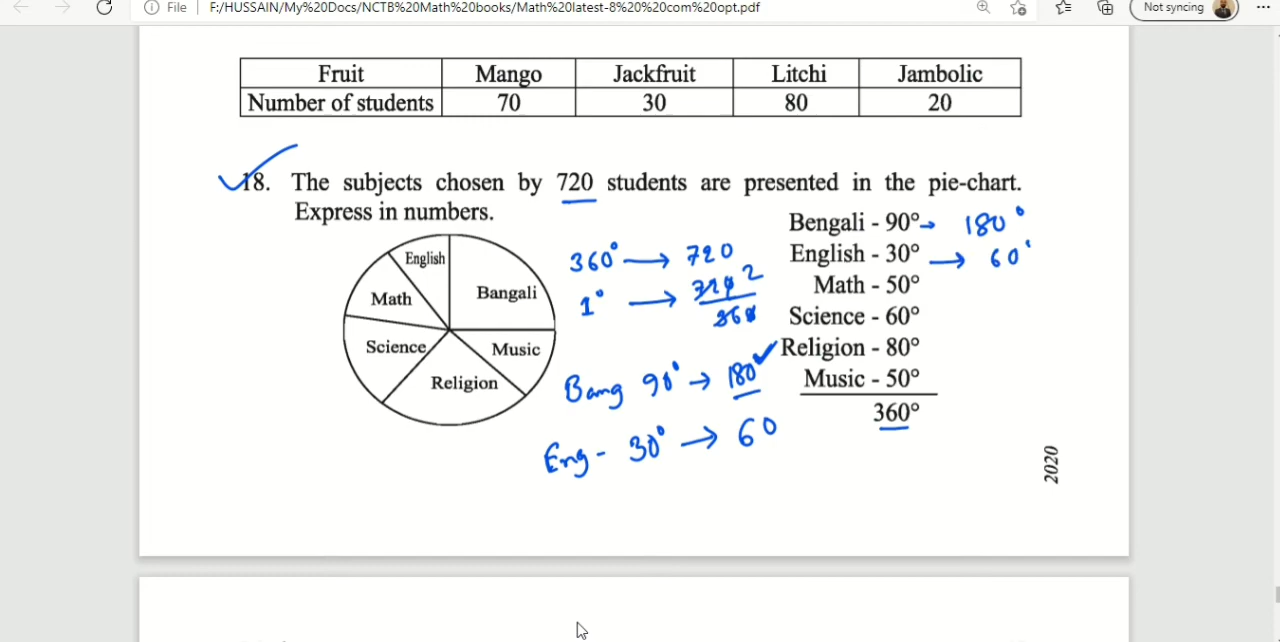 File F:/HUSSAIN/My%20Docs/NCTB%20Math%20books/Math%20latest-8%20%20com%20opt.pdf Not syncing
Fruit Mango Jackfruit Litchi Jambolic
Number of students 70 30 80 20
18. The subjects chosen by 720 students are presented in the pie-chart.
Express in numbers.
English
Bangali
Math
Science
Music
Religion
360° → 720
1° → 720 2
360
Bang 90° → 180
Eng - 30° → 60
Bengali - 90° → 180°
English - 30° → 60°
Math - 50°
Science - 60°
Religion - 80°
Music - 50°
360°
2020